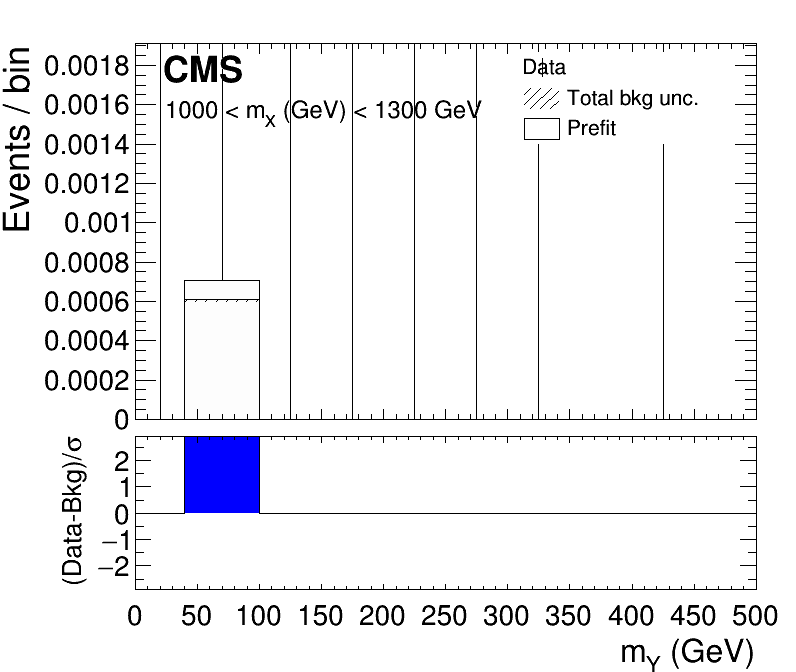 CMS
1000 < mX (GeV) < 1300 GeV
Data
Total bkg unc.
Prefit
Events / bin
0.0018
0.0016
0.0014
0.0012
0.001
0.0008
0.0006
0.0004
0.0002
0
(Data-Bkg)/σ
2
1
0
−1
−2
0 50 100 150 200 250 300 350 400 450 500
mY (GeV)